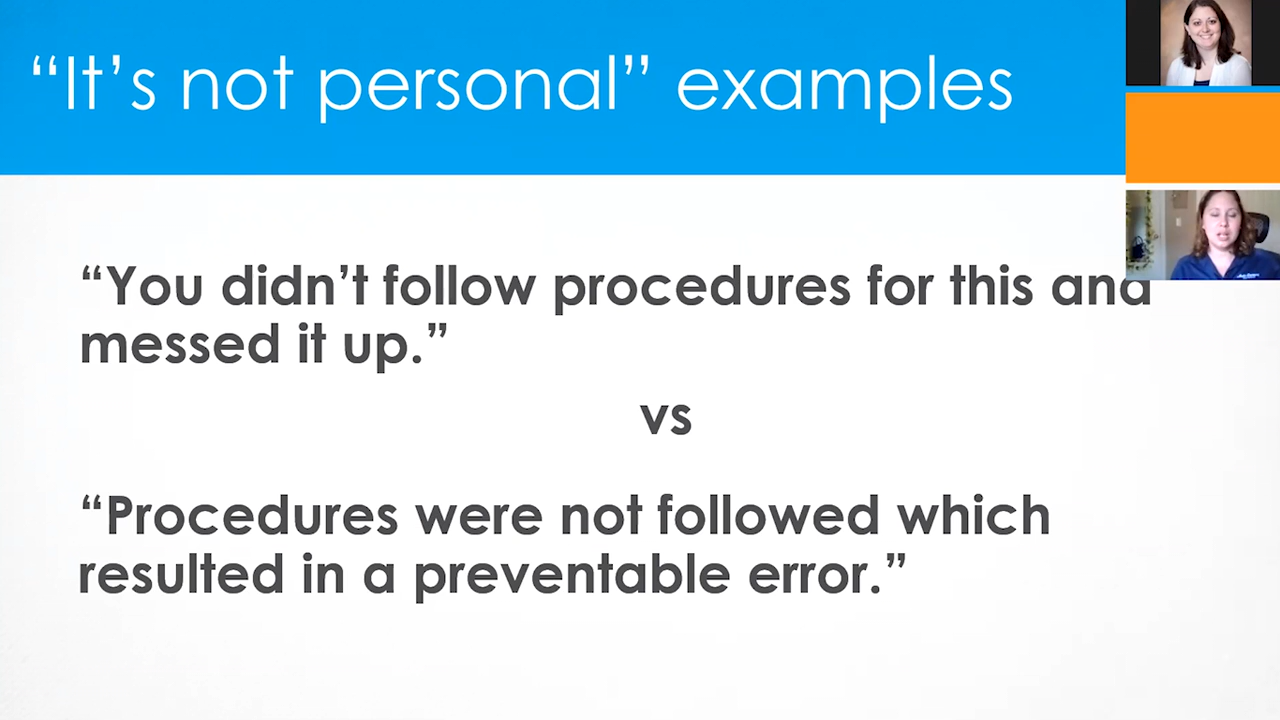 “It’s not personal” examples
“You didn’t follow procedures for this and
messed it up.”
vs
“Procedures were not followed which
resulted in a preventable error.”